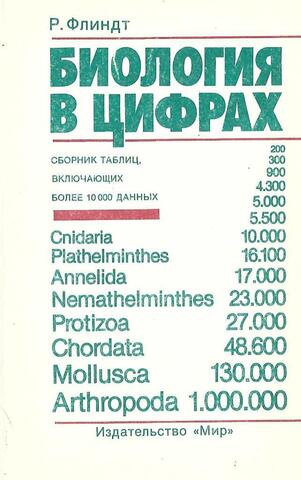 Р. Флиндт
БИОЛОГИЯ
В ЦИФРАХ
СБОРНИК ТАБЛИЦ,
ВКЛЮЧАЮЩИХ
БОЛЕЕ 10 000 ДАННЫХ
200
300
900
4.300
5.000
5.500
Cnidaria 10.000
Plathelminthes 16.100
Annelida 17.000
Nemathelminthes 23.000
Protizoa 27.000
Chordata 48.600
Mollusca 130.000
Arthropoda 1.000.000
Издательство «Мир»